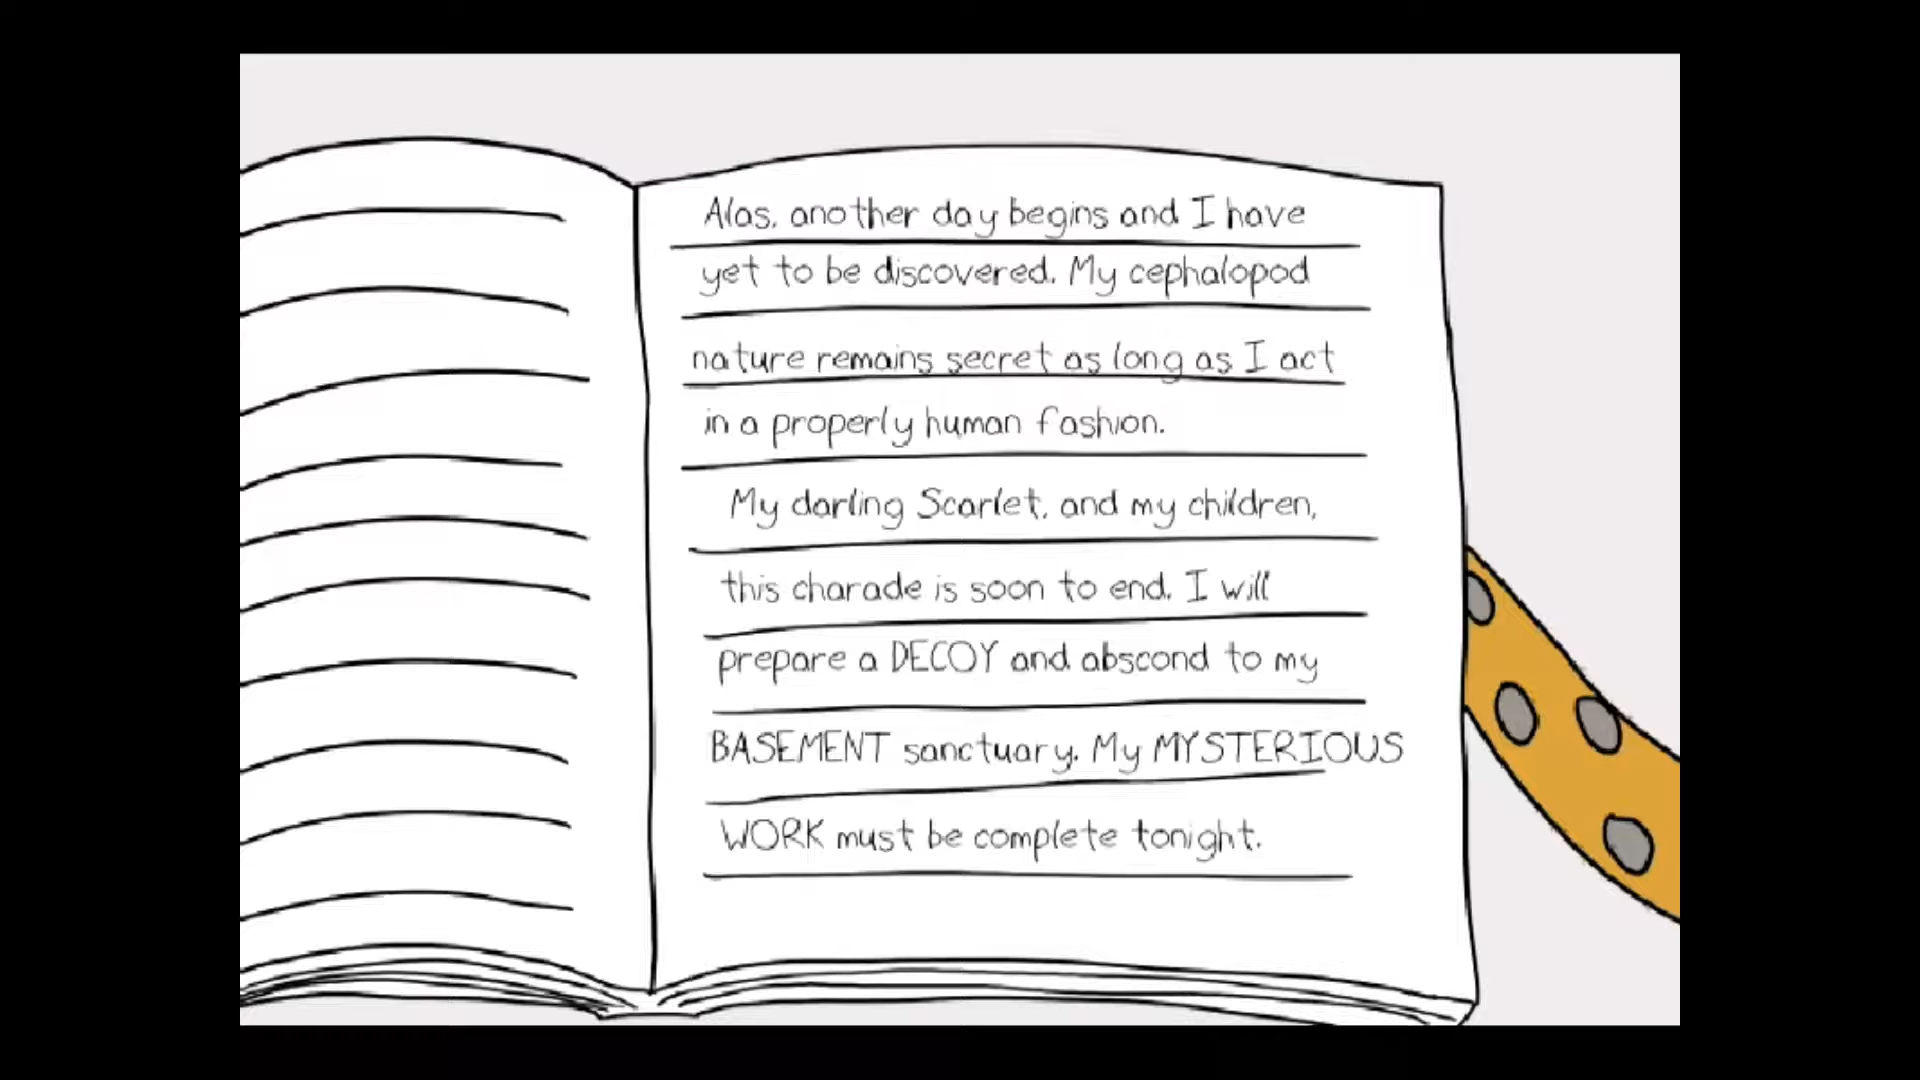 Alas, another day begins and I have
yet to be discovered. My cephalopod
nature remains secret as long as I act
in a properly human fashion.
My darling Scarlet, and my children,
this charade is soon to end. I will
prepare a DECOY and abscond to my
BASEMENT sanctuary. My MYSTERIOUS
WORK must be complete tonight.